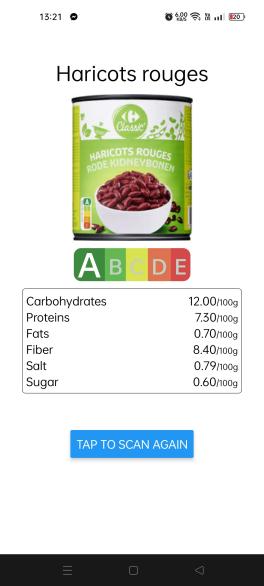 13:21
20
Haricots rouges
Classic'
HARICOTS ROUGES
RODE KIDNEYBONEN
A B C D E
Carbohydrates 12.00/100g
Proteins 7.30/100g
Fats 0.70/100g
Fiber 8.40/100g
Salt 0.79/100g
Sugar 0.60/100g
TAP TO SCAN AGAIN